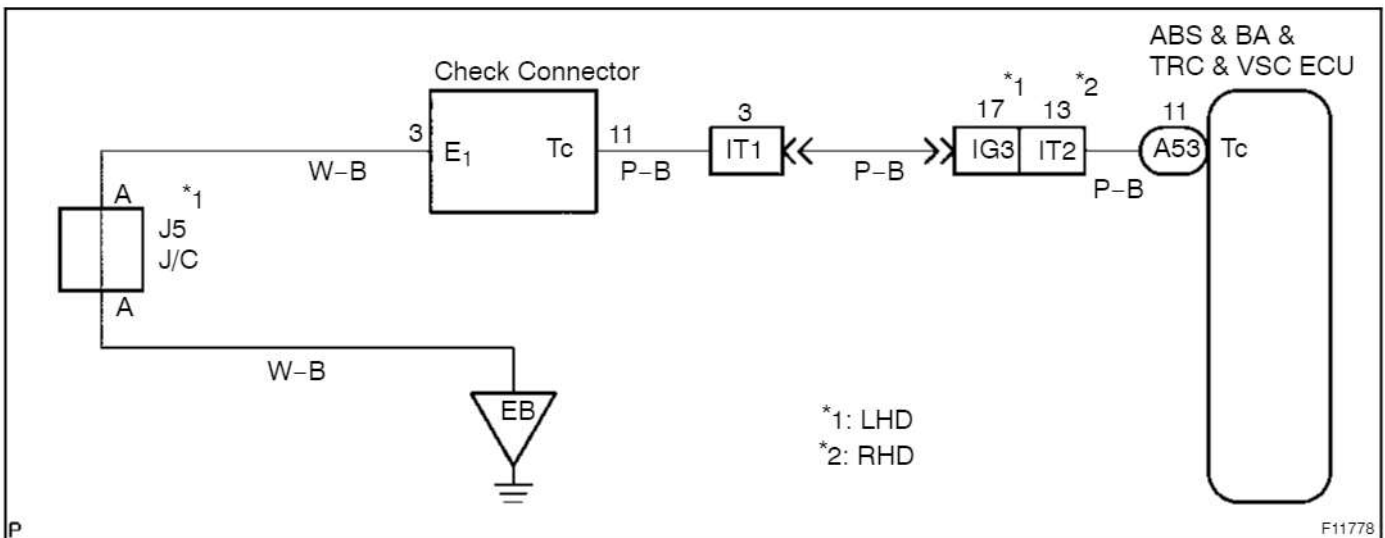 ABS & BA &
TRC & VSC ECU
Check Connector
*1
*2
3
17
13
11
3
E1
Tc
11
IT1
IG3
IT2
A53
Tc
W–B
P–B
P–B
P–B
A
*1
J5
J/C
A
W–B
EB
*1: LHD
*2: RHD
P
F11778